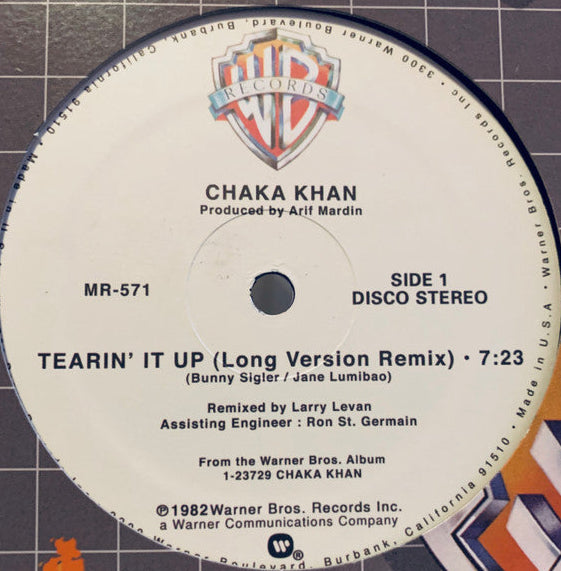 3300 Warner Boulevard, Burbank, California 91510 • Made in U.S.A • Warner Bros. Records Inc •
WB
RECORDS
CHAKA KHAN
Produced by Arif Mardin
MR-571
SIDE 1
DISCO STEREO
TEARIN' IT UP (Long Version Remix) • 7:23
(Bunny Sigler / Jane Lumibao)
Remixed by Larry Levan
Assisting Engineer : Ron St. Germain
From the Warner Bros. Album
1-23729 CHAKA KHAN
℗1982 Warner Bros. Records Inc.
a Warner Communications Company
W®
Warner Boulevard, Burbank, California 91510 • Made in U.S.A • Warner Bros. Records Inc •